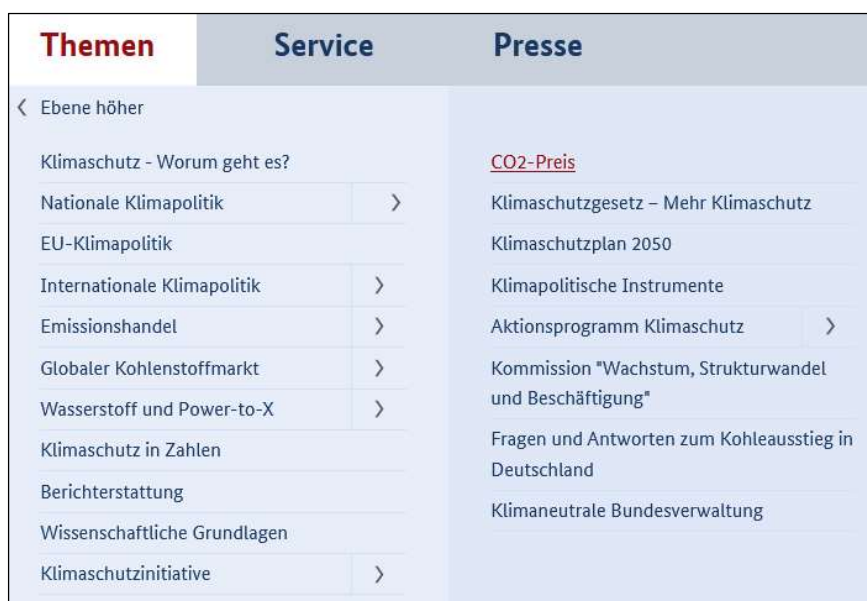 Themen Service Presse
Ebene höher
Klimaschutz - Worum geht es?
Nationale Klimapolitik
EU-Klimapolitik
Internationale Klimapolitik
Emissionshandel
Globaler Kohlenstoffmarkt
Wasserstoff und Power-to-X
Klimaschutz in Zahlen
Berichterstattung
Wissenschaftliche Grundlagen
Klimaschutzinitiative
CO2-Preis
Klimaschutzgesetz – Mehr Klimaschutz
Klimaschutzplan 2050
Klimapolitische Instrumente
Aktionsprogramm Klimaschutz
Kommission "Wachstum, Strukturwandel
und Beschäftigung"
Fragen und Antworten zum Kohleausstieg in
Deutschland
Klimaneutrale Bundesverwaltung